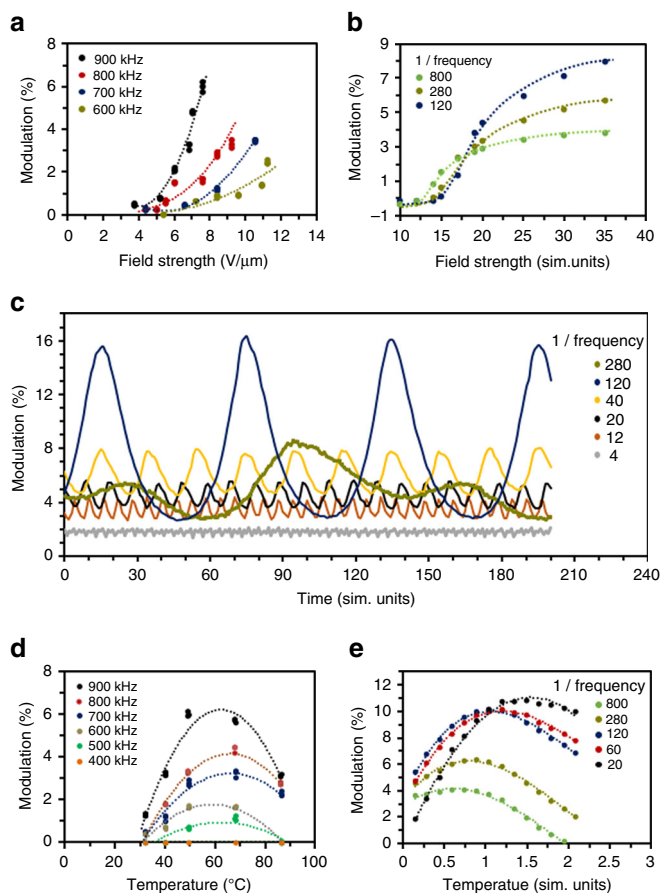 a
Modulation (%)
8
6
4
2
0
900 kHz
800 kHz
700 kHz
600 kHz
0 2 4 6 8 10 12 14
Field strength (V/μm)
b
Modulation (%)
9
7
5
3
1
–1
1 / frequency
800
280
120
10 15 20 25 30 35 40
Field strength (sim.units)
c
Modulation (%)
16
12
8
4
0
1 / frequency
280
120
40
20
12
4
0 30 60 90 120 150 180 210 240
Time (sim. units)
d
Modulation (%)
8
6
4
2
0
900 kHz
800 kHz
700 kHz
600 kHz
500 kHz
400 kHz
0 20 40 60 80 100
Temperature (°C)
e
Modulation (%)
12
10
8
6
4
2
0
1 / frequency
800
280
120
60
20
0 0.5 1 1.5 2 2.5 3
Temperatue (sim. units)